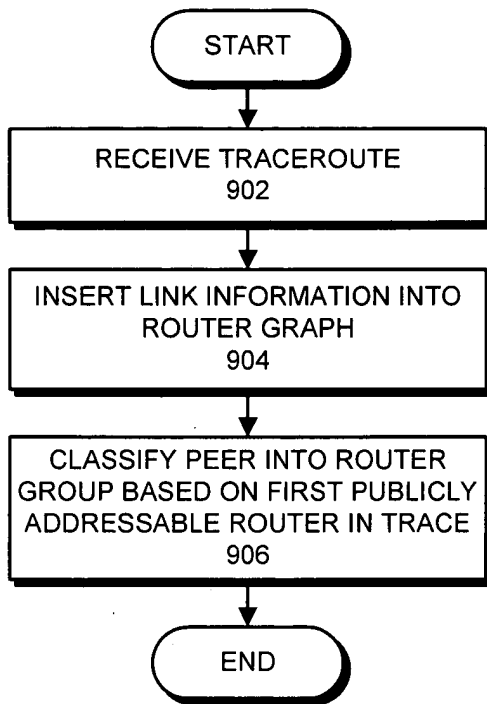 START
RECEIVE TRACEROUTE
902
INSERT LINK INFORMATION INTO
ROUTER GRAPH
904
CLASSIFY PEER INTO ROUTER
GROUP BASED ON FIRST PUBLICLY
ADDRESSABLE ROUTER IN TRACE
906
END